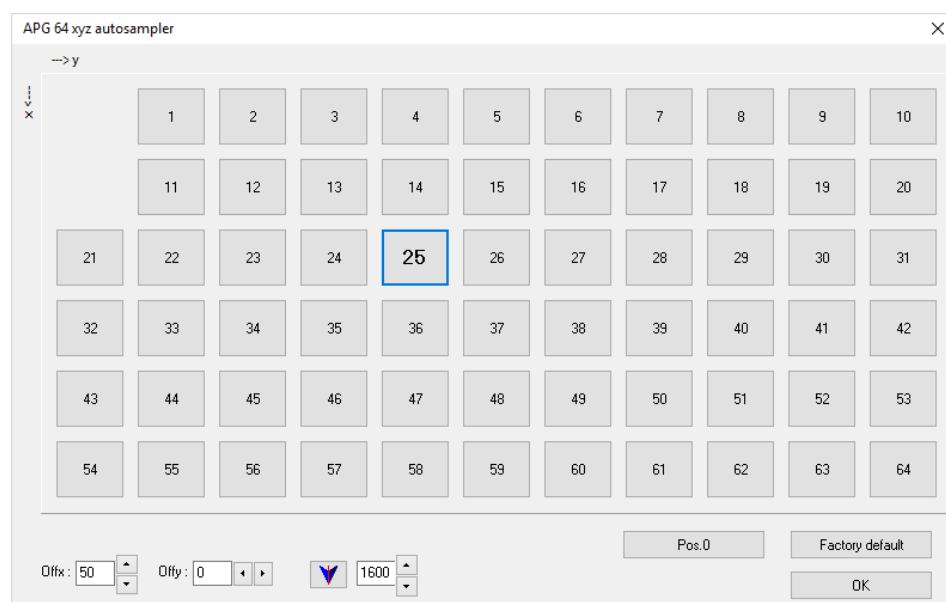 APG 64 xyz autosampler
---> y
---> x
1 2 3 4 5 6 7 8 9 10
11 12 13 14 15 16 17 18 19 20
21 22 23 24 25 26 27 28 29 30 31
32 33 34 35 36 37 38 39 40 41 42
43 44 45 46 47 48 49 50 51 52 53
54 55 56 57 58 59 60 61 62 63 64
Pos.0 Factory default
Offx : 50 Offy : 0 1600
OK